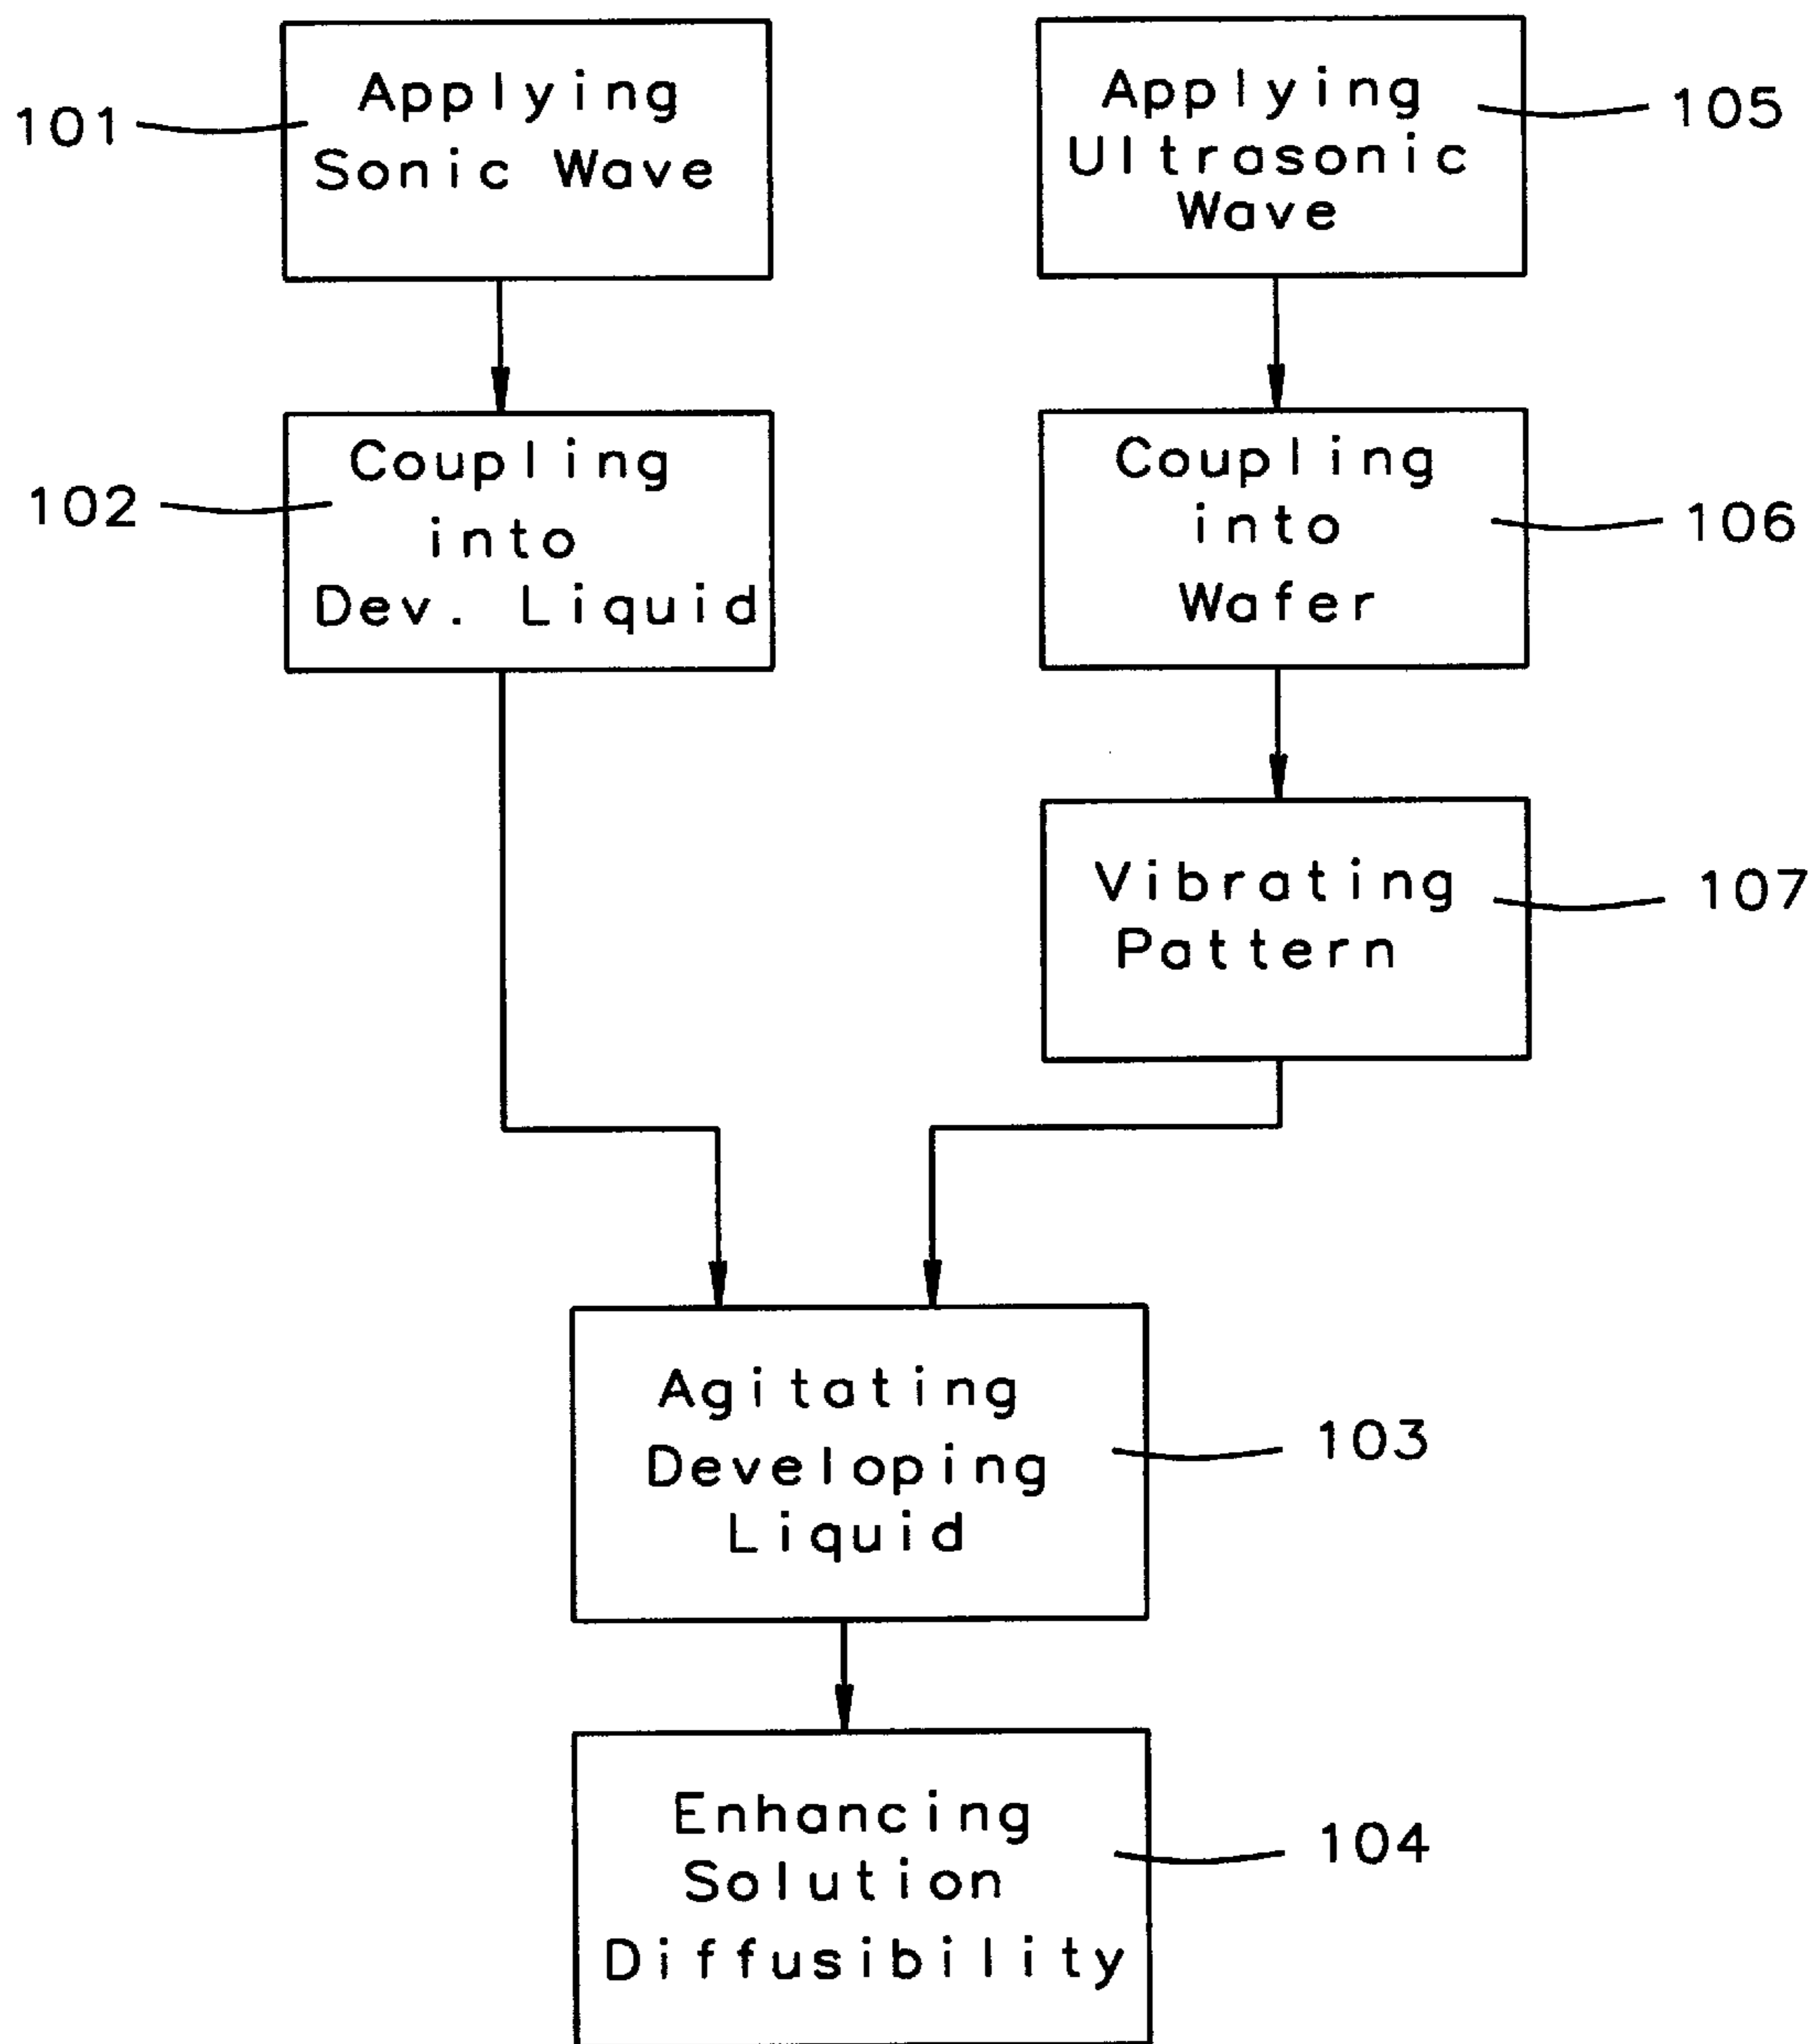 101
Applying
Sonic Wave
Applying
Ultrasonic
Wave
105
102
Coupling
into
Dev. Liquid
Coupling
into
Wafer
106
Vibrating
Pattern
107
Agitating
Developing
Liquid
103
Enhancing
Solution
Diffusibility
104